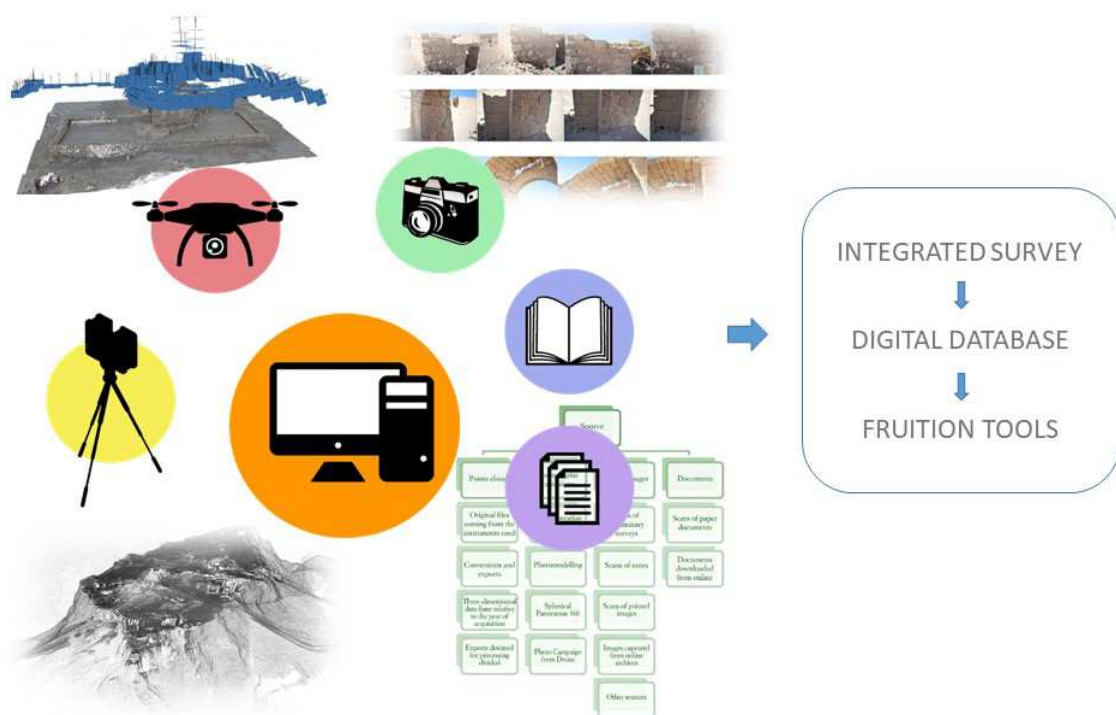 INTEGRATED SURVEY
DIGITAL DATABASE
FRUITION TOOLS
Source
Points
Documents
Original files
coming from the
instruments used
surveys
Scans of paper
documents
Conversions and
exports
Photomodelling
Scans of notes
Documents
downloaded
from online
Three-dimensional
data base relative
to the year of
acquisition
Spherical
Panoramas 360
Scans of printed
images
Exports destined
for processing
divided
Photo Campaign
from Drone
Images captured
from online
archives
Other sources